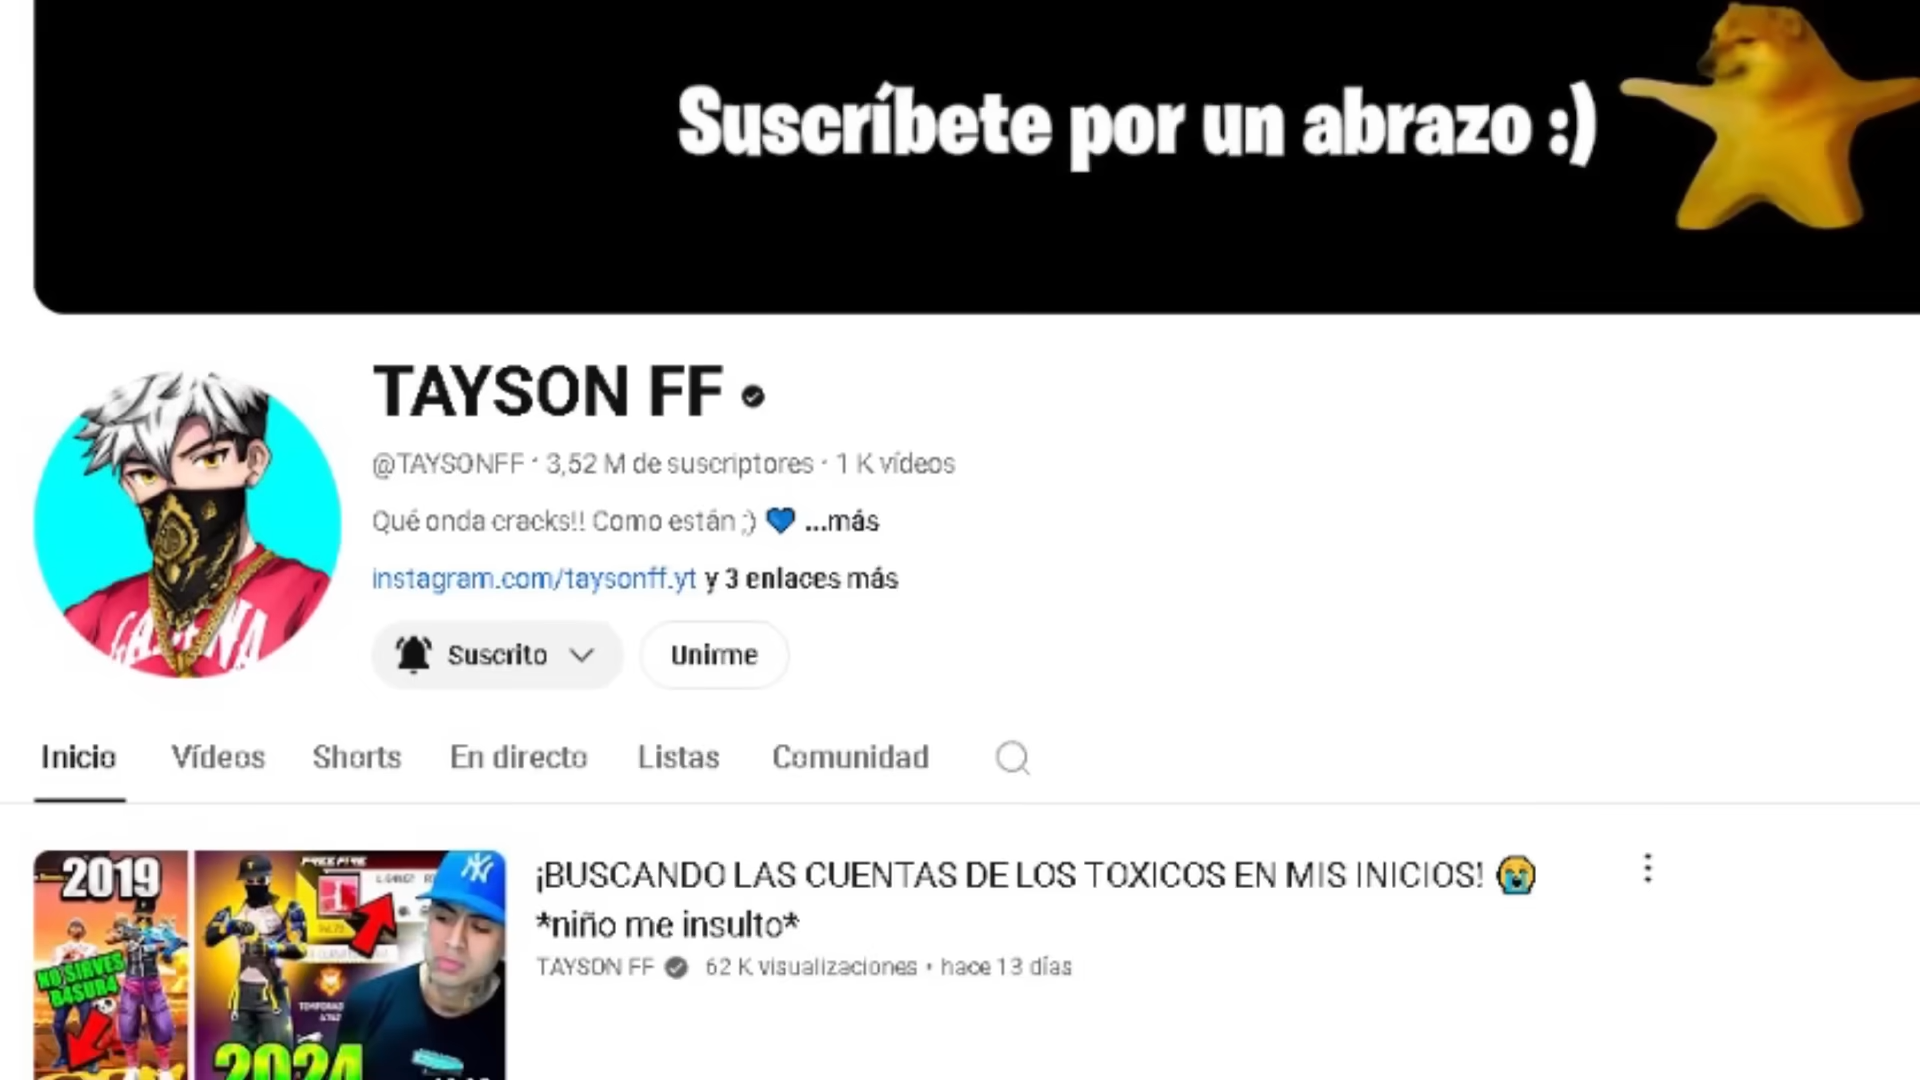 Suscríbete por un abrazo :)
TAYSON FF
@TAYSONFF · 3,52 M de suscriptores · 1 K vídeos
Qué onda cracks!! Como están ;) 💙 ...más
instagram.com/taysonff.yt y 3 enlaces más
Suscrito
Unirme
Inicio
Vídeos
Shorts
En directo
Listas
Comunidad
2019
FREE FIRE
NO SIRVES
B4SUR4
2024
¡BUSCANDO LAS CUENTAS DE LOS TOXICOS EN MIS INICIOS! 😭
*niño me insulto*
TAYSON FF 62 K visualizaciones • hace 13 días